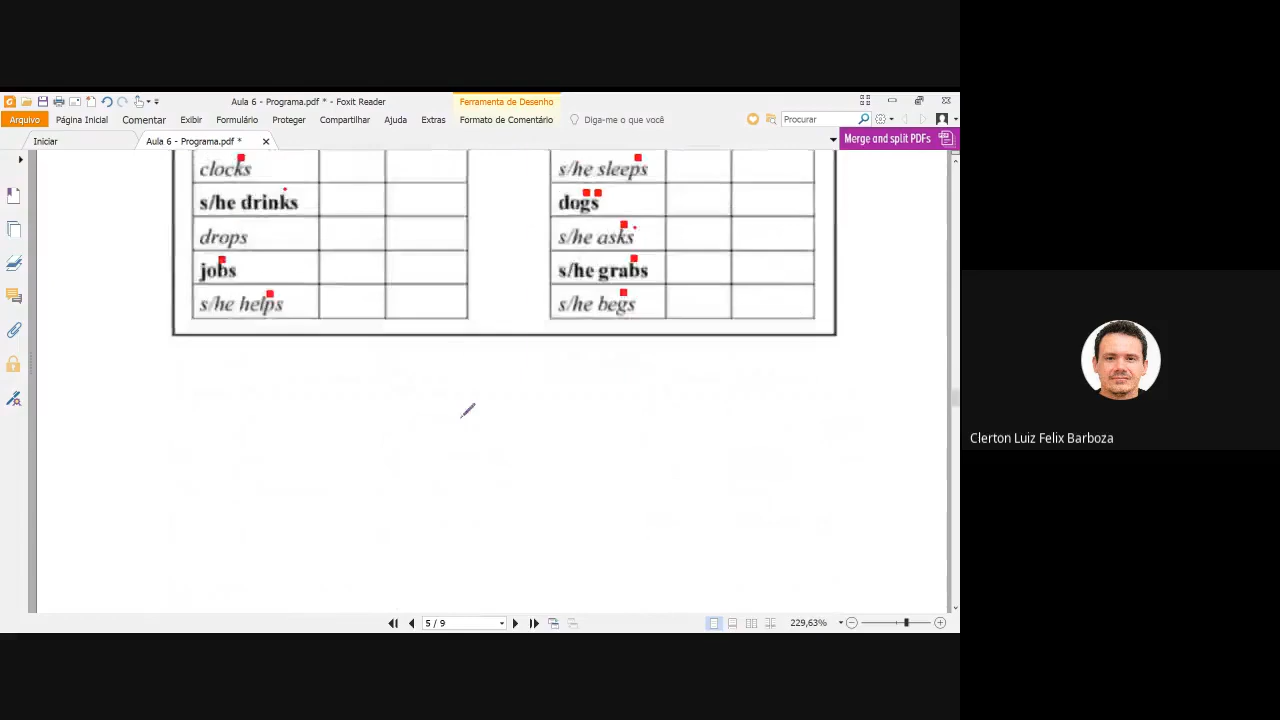 Aula 6 - Programa.pdf * - Foxit Reader
Ferramenta de Desenho
Arquivo Página Inicial Comentar Exibir Formulário Proteger Compartilhar Ajuda Extras Formato de Comentário Diga-me o que você Procurar
Iniciar Aula 6 - Programa.pdf * Merge and split PDFs
clocks s/he sleeps
s/he drinks dogs
drops s/he asks
jobs s/he grabs
s/he helps s/he begs
Clerton Luiz Felix Barboza
5 / 9 229,63%